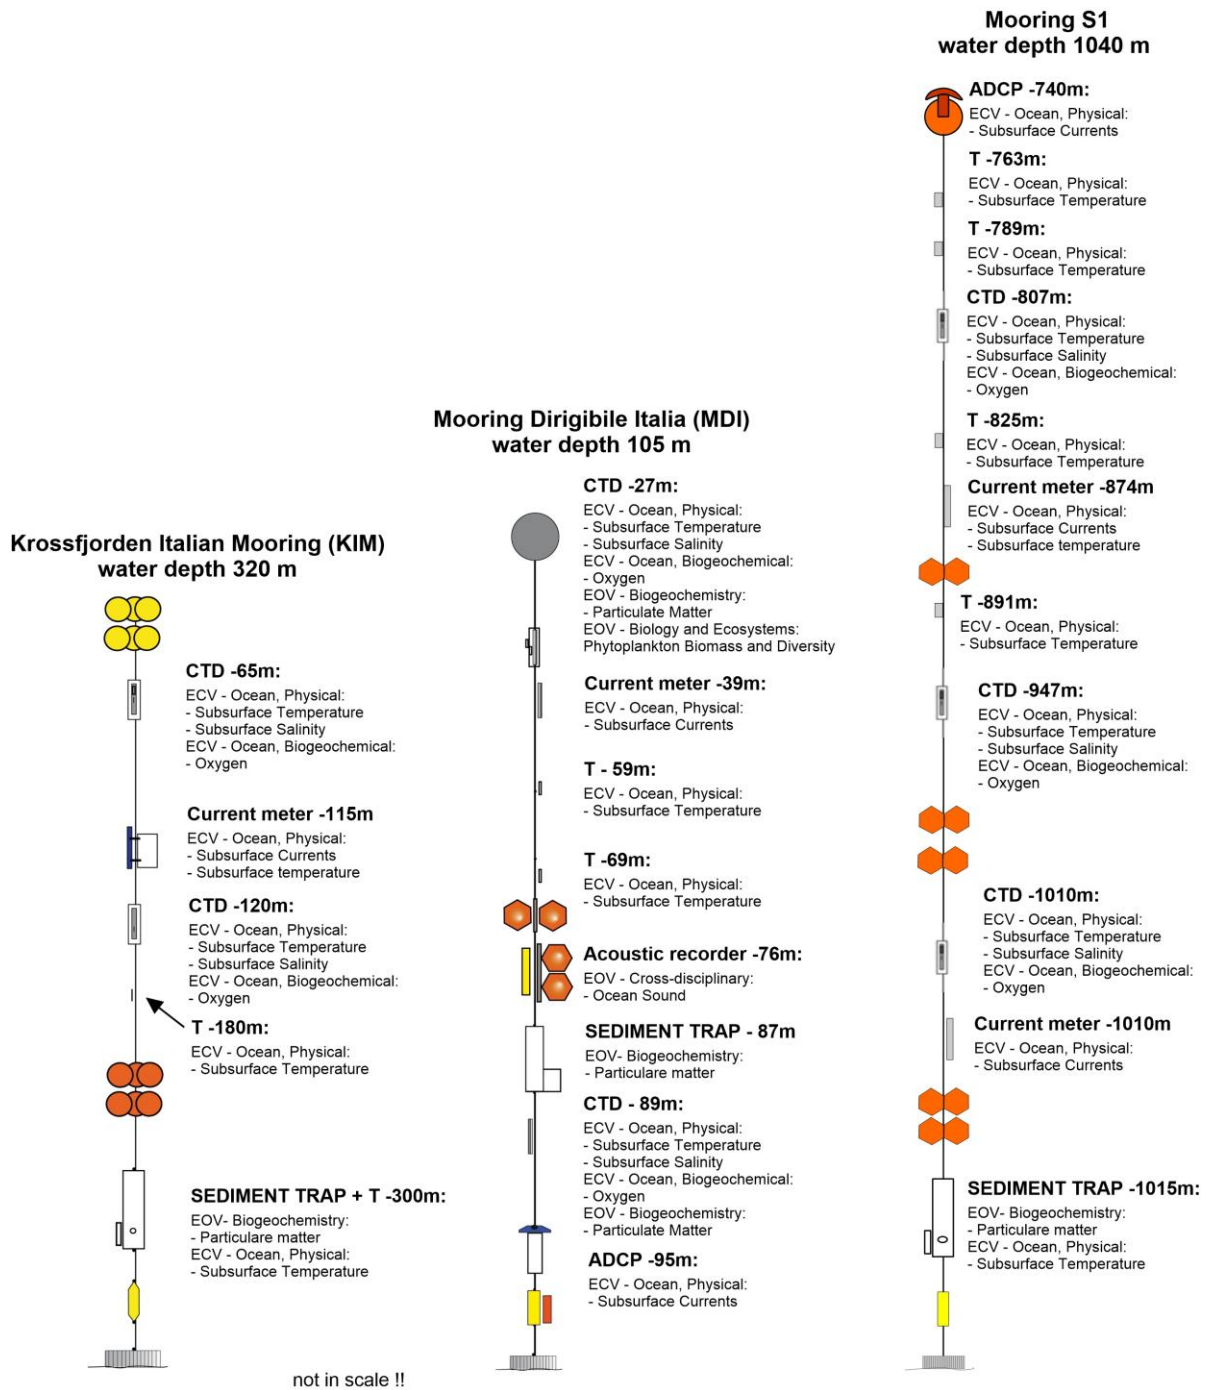 Krossfjorden Italian Mooring (KIM)
water depth 320 m
CTD -65m:
ECV - Ocean, Physical:
- Subsurface Temperature
- Subsurface Salinity
ECV - Ocean, Biogeochemical:
- Oxygen
Current meter -115m
ECV - Ocean, Physical:
- Subsurface Currents
- Subsurface temperature
CTD -120m:
ECV - Ocean, Physical:
- Subsurface Temperature
- Subsurface Salinity
ECV - Ocean, Biogeochemical:
- Oxygen
T -180m:
ECV - Ocean, Physical:
- Subsurface Temperature
SEDIMENT TRAP + T -300m:
EOV- Biogeochemistry:
- Particulare matter
ECV - Ocean, Physical:
- Subsurface Temperature
Mooring Dirigibile Italia (MDI)
water depth 105 m
CTD -27m:
ECV - Ocean, Physical:
- Subsurface Temperature
- Subsurface Salinity
ECV - Ocean, Biogeochemical:
- Oxygen
EOV - Biogeochemistry:
- Particulate Matter
EOV - Biology and Ecosystems:
Phytoplankton Biomass and Diversity
Current meter -39m:
ECV - Ocean, Physical:
- Subsurface Currents
T - 59m:
ECV - Ocean, Physical:
- Subsurface Temperature
T -69m:
ECV - Ocean, Physical:
- Subsurface Temperature
Acoustic recorder -76m:
EOV - Cross-disciplinary:
- Ocean Sound
SEDIMENT TRAP - 87m
EOV- Biogeochemistry:
- Particulare matter
CTD - 89m:
ECV - Ocean, Physical:
- Subsurface Temperature
- Subsurface Salinity
ECV - Ocean, Biogeochemical:
- Oxygen
EOV - Biogeochemistry:
- Particulate Matter
ADCP -95m:
ECV - Ocean, Physical:
- Subsurface Currents
Mooring S1
water depth 1040 m
ADCP -740m:
ECV - Ocean, Physical:
- Subsurface Currents
T -763m:
ECV - Ocean, Physical:
- Subsurface Temperature
T -789m:
ECV - Ocean, Physical:
- Subsurface Temperature
CTD -807m:
ECV - Ocean, Physical:
- Subsurface Temperature
- Subsurface Salinity
ECV - Ocean, Biogeochemical:
- Oxygen
T -825m:
ECV - Ocean, Physical:
- Subsurface Temperature
Current meter -874m
ECV - Ocean, Physical:
- Subsurface Currents
- Subsurface temperature
T -891m:
ECV - Ocean, Physical:
- Subsurface Temperature
CTD -947m:
ECV - Ocean, Physical:
- Subsurface Temperature
- Subsurface Salinity
ECV - Ocean, Biogeochemical:
- Oxygen
CTD -1010m:
ECV - Ocean, Physical:
- Subsurface Temperature
- Subsurface Salinity
ECV - Ocean, Biogeochemical:
- Oxygen
Current meter -1010m
ECV - Ocean, Physical:
- Subsurface Currents
SEDIMENT TRAP -1015m:
EOV- Biogeochemistry:
- Particulare matter
ECV - Ocean, Physical:
- Subsurface Temperature
not in scale !!